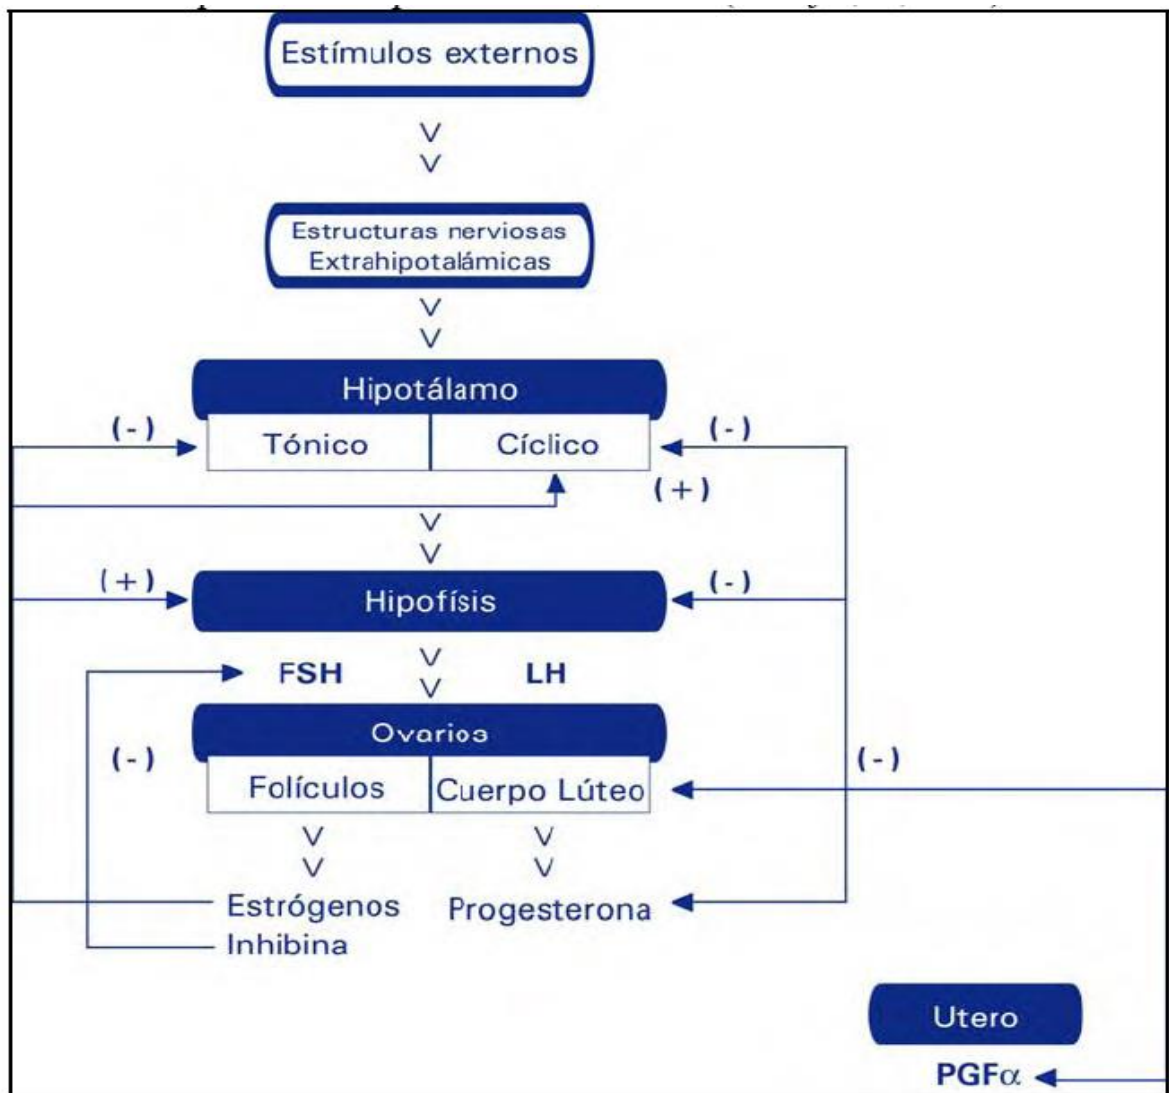 Estímulos externos
Estructuras nerviosas
Extrahipotalámicas
Hipotálamo
(-)
Tónico
Cíclico
(-)
(+)
(+)
Hipofísis
(-)
FSH
LH
Ovarios
(-)
Folículos
Cuerpo Lúteo
(-)
Estrógenos
Progesterona
Inhibina
Utero
PGFα